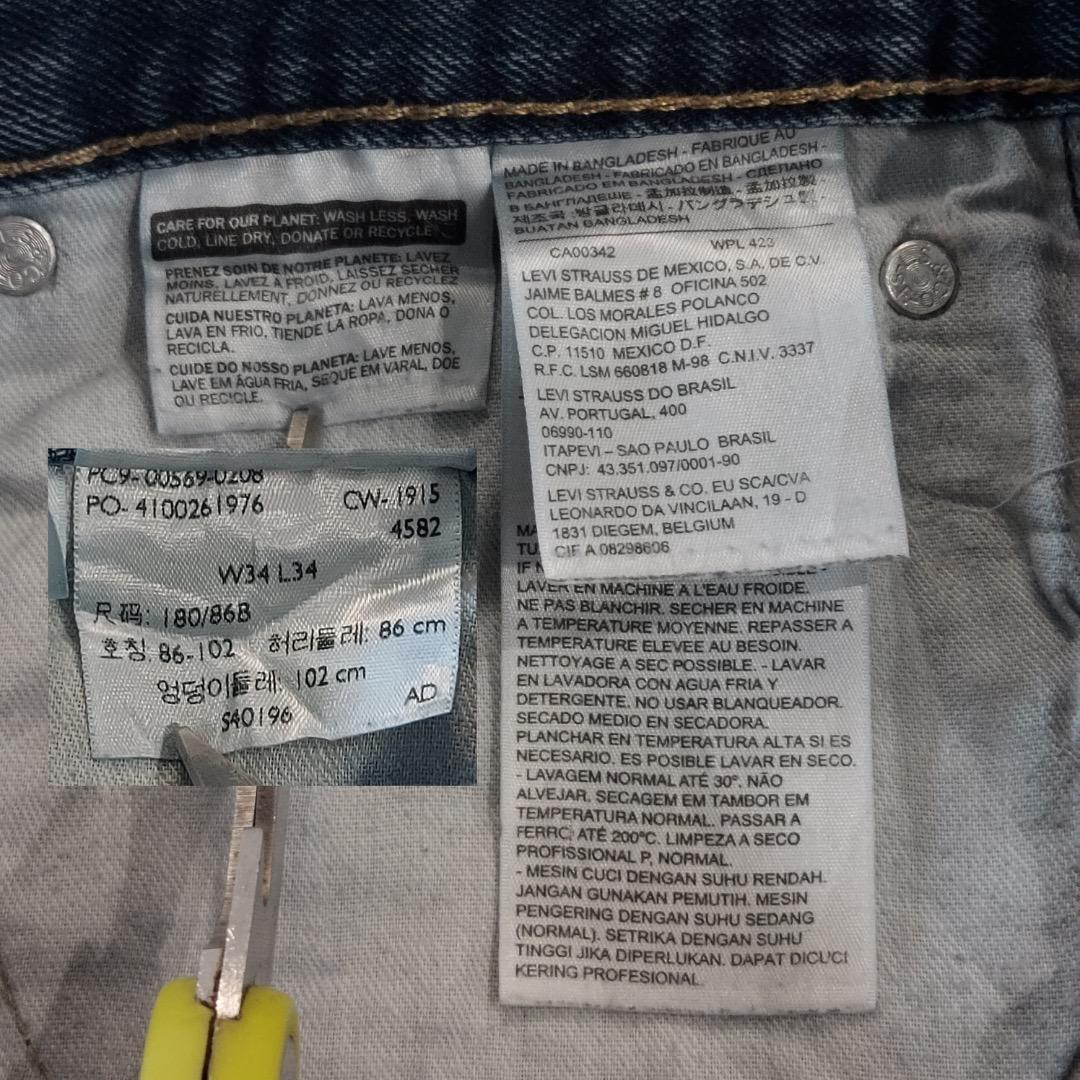 CARE FOR OUR PLANET: WASH LESS, WASH
COLD, LINE DRY, DONATE OR RECYCLE
PRENEZ SOIN DE NOTRE PLANETE: LAVEZ
MOINS, LAVEZ A FROID, LAISSEZ SECHER
NATURELLEMENT, DONNEZ OU RECYCLEZ
CUIDA NUESTRO PLANETA: LAVA MENOS,
LAVA EN FRIO, TIENDE LA ROPA, DONA O
RECICLA.
CUIDE DO NOSSO PLANETA: LAVE MENOS,
LAVE EM ÁGUA FRIA, SEQUE EM VARAL, DOE
OU RECICLE.
PC9-00569-0208
PO- 4100261976 CW- 1915
4582
W34 L34
尺码: 180/86B
호칭. 86-102 허리둘레: 86 cm
엉덩이둘레: 102 cm
S40196 AD
MADE IN BANGLADESH - FABRIQUE AU
BANGLADESH - FABRICADO EN BANGLADESH -
FABRICADO EM BANGLADESH - СДЕЛАНО
В БАНГЛАДЕШЕ - 孟加拉制造 - 孟加拉製
제조국 :방글라데시 - バングラデシュ製 -
BUATAN BANGLADESH
CA00342 WPL 423
LEVI STRAUSS DE MEXICO, S.A, DE C.V.
JAIME BALMES # 8 OFICINA 502
COL. LOS MORALES POLANCO
DELEGACION MIGUEL HIDALGO
C.P. 11510 MEXICO D.F.
R.F.C. LSM 660818 M-98 C.N.I.V. 3337
LEVI STRAUSS DO BRASIL
AV. PORTUGAL, 400
06990-110
ITAPEVI – SAO PAULO BRASIL
CNPJ: 43.351.097/0001-90
LEVI STRAUSS & CO. EU SCA/CVA
LEONARDO DA VINCILAAN, 19 - D
1831 DIEGEM, BELGIUM
CIF A 08298606
MA
TU
IF N
LAVER EN MACHINE A L'EAU FROIDE.
NE PAS BLANCHIR. SECHER EN MACHINE
A TEMPERATURE MOYENNE. REPASSER A
TEMPERATURE ELEVEE AU BESOIN.
NETTOYAGE A SEC POSSIBLE. - LAVAR
EN LAVADORA CON AGUA FRIA Y
DETERGENTE. NO USAR BLANQUEADOR.
SECADO MEDIO EN SECADORA.
PLANCHAR EN TEMPERATURA ALTA SI ES
NECESARIO. ES POSIBLE LAVAR EN SECO.
- LAVAGEM NORMAL ATÉ 30°. NÃO
ALVEJAR. SECAGEM EM TAMBOR EM
TEMPERATURA NORMAL. PASSAR A
FERRO ATÉ 200°C. LIMPEZA A SECO
PROFISSIONAL P, NORMAL.
- MESIN CUCI DENGAN SUHU RENDAH.
JANGAN GUNAKAN PEMUTIH. MESIN
PENGERING DENGAN SUHU SEDANG
(NORMAL). SETRIKA DENGAN SUHU
TINGGI JIKA DIPERLUKAN. DAPAT DICUCI
KERING PROFESIONAL.